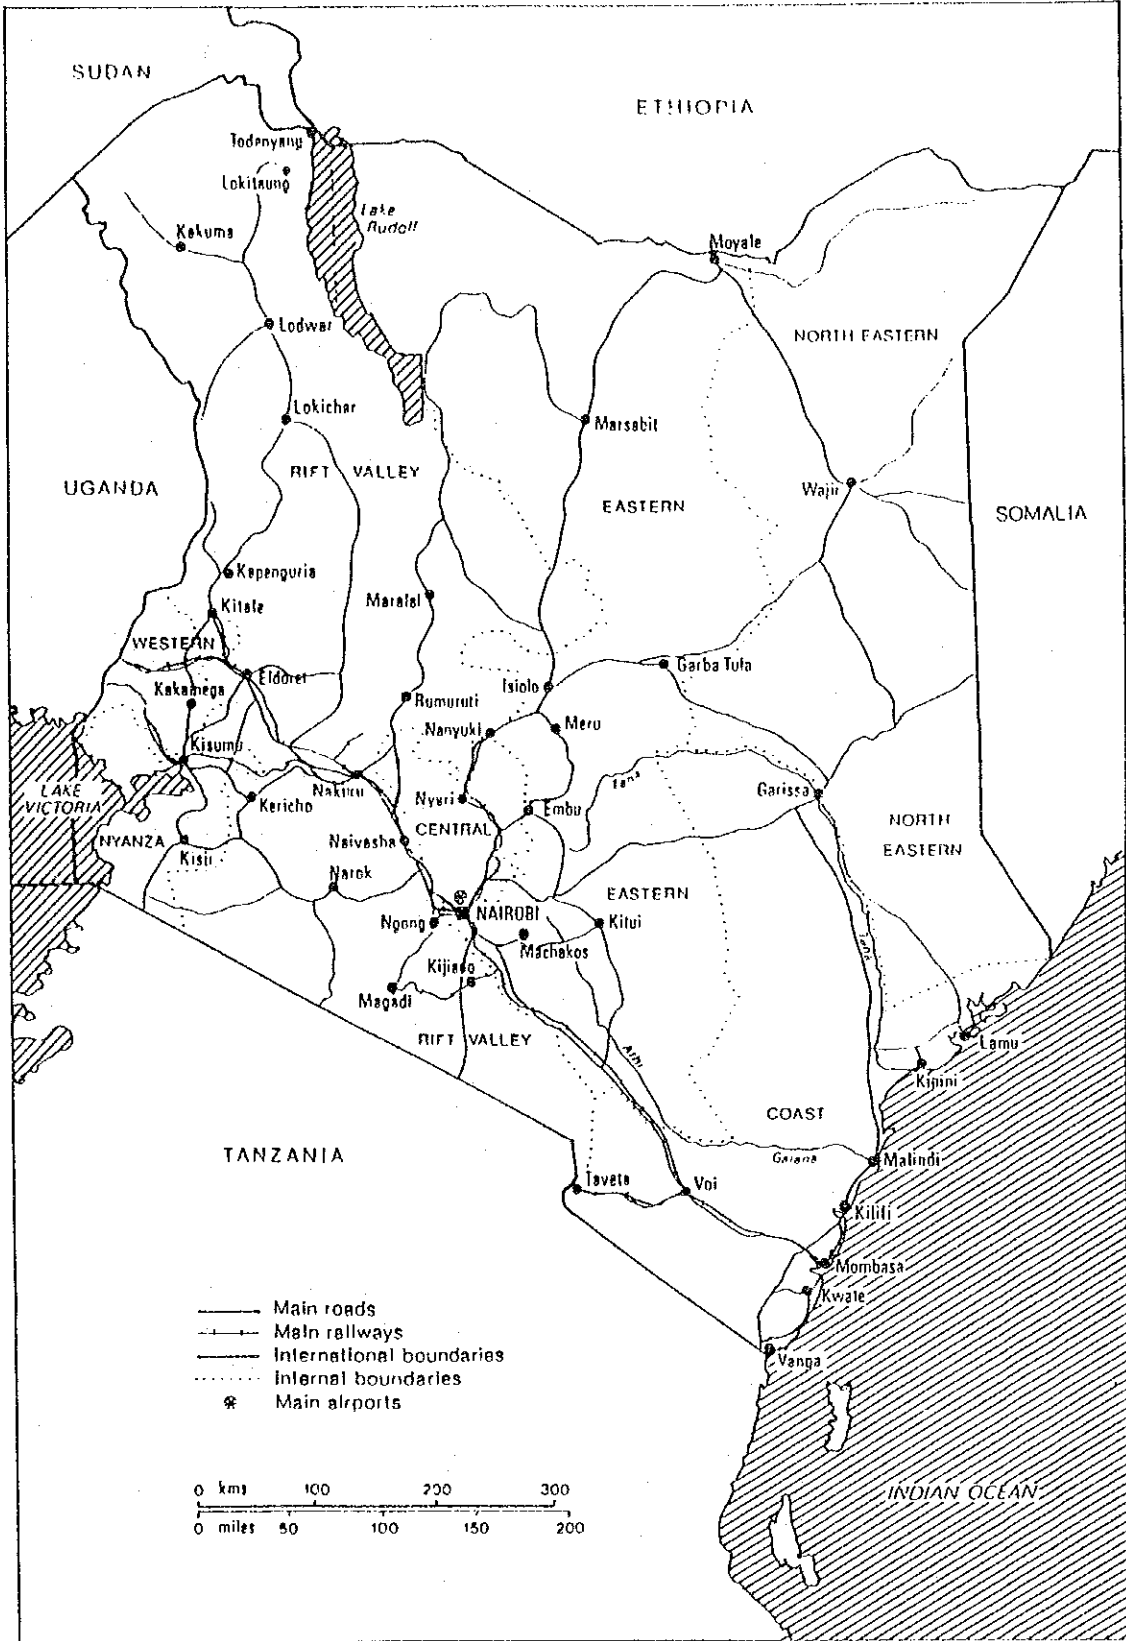 SUDAN
ETHIOPIA
Todenyang
Lokitaung
Lake
Rudolf
Kakuma
Moyale
Lodwar
NORTH EASTERN
Lokichar
Marsabit
RIFT VALLEY
UGANDA
Wajir
EASTERN
SOMALIA
Kapenguria
Maralal
Kitale
WESTERN
Garba Tula
Eldoret
Isiolo
Kakamega
Rumuruti
Nanyuki
Meru
Kisumu
LAKE
VICTORIA
Nakuru
Tana
Garissa
Kericho
Nyeri
Embu
CENTRAL
NORTH
EASTERN
NYANZA
Kisii
Naivasha
Narok
EASTERN
NAIROBI
Ngong
Kitui
Machakos
Tana
Kijiado
Magadi
RIFT VALLEY
Athi
Lamu
Kipini
COAST
TANZANIA
Galana
Malindi
Taveta
Voi
Kilifi
Mombasa
Kwale
Main roads
Main railways
International boundaries
Internal boundaries
Main airports
Vanga
0 kms 100 200 300
0 miles 50 100 150 200
INDIAN OCEAN